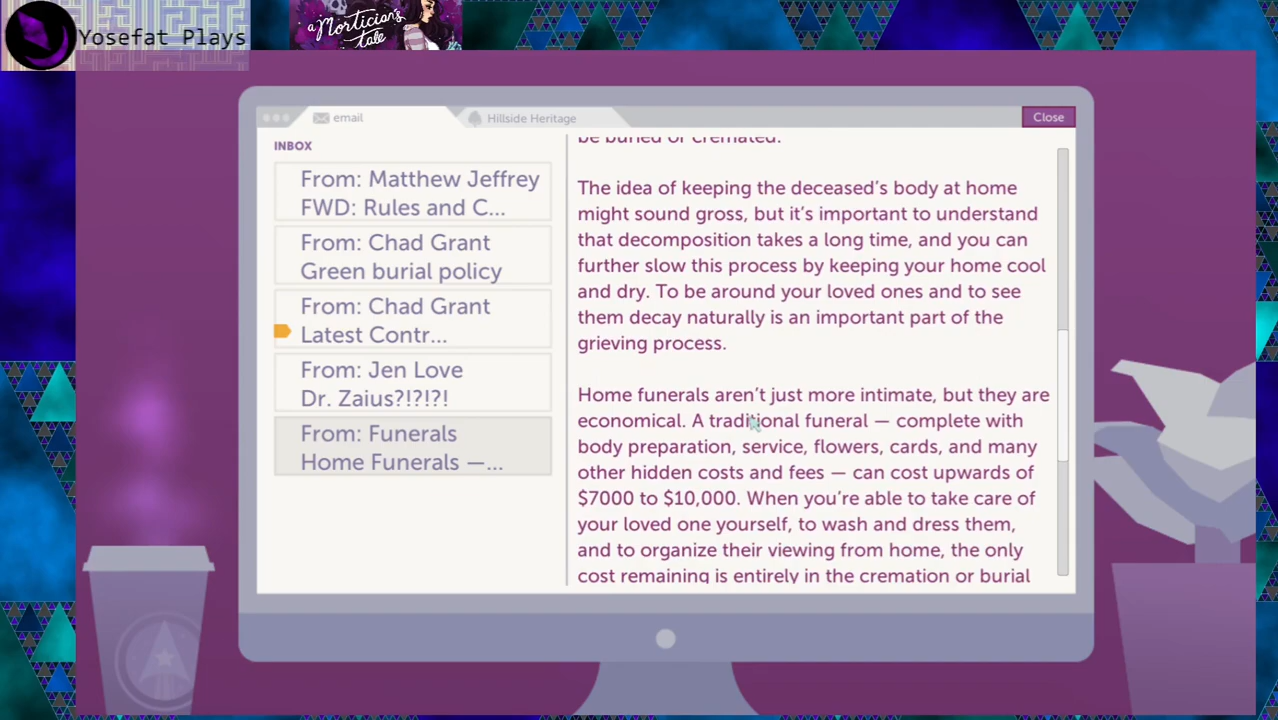 Yosefat Plays
a Mortician's
tale
email
Hillside Heritage
Close
INBOX
From: Matthew Jeffrey
FWD: Rules and C...
From: Chad Grant
Green burial policy
From: Chad Grant
Latest Contr...
From: Jen Love
Dr. Zaius?!?!?!
From: Funerals
Home Funerals —...
be buried or cremated.
The idea of keeping the deceased’s body at home
might sound gross, but it’s important to understand
that decomposition takes a long time, and you can
further slow this process by keeping your home cool
and dry. To be around your loved ones and to see
them decay naturally is an important part of the
grieving process.
Home funerals aren’t just more intimate, but they are
economical. A traditional funeral — complete with
body preparation, service, flowers, cards, and many
other hidden costs and fees — can cost upwards of
$7000 to $10,000. When you’re able to take care of
your loved one yourself, to wash and dress them,
and to organize their viewing from home, the only
cost remaining is entirely in the cremation or burial